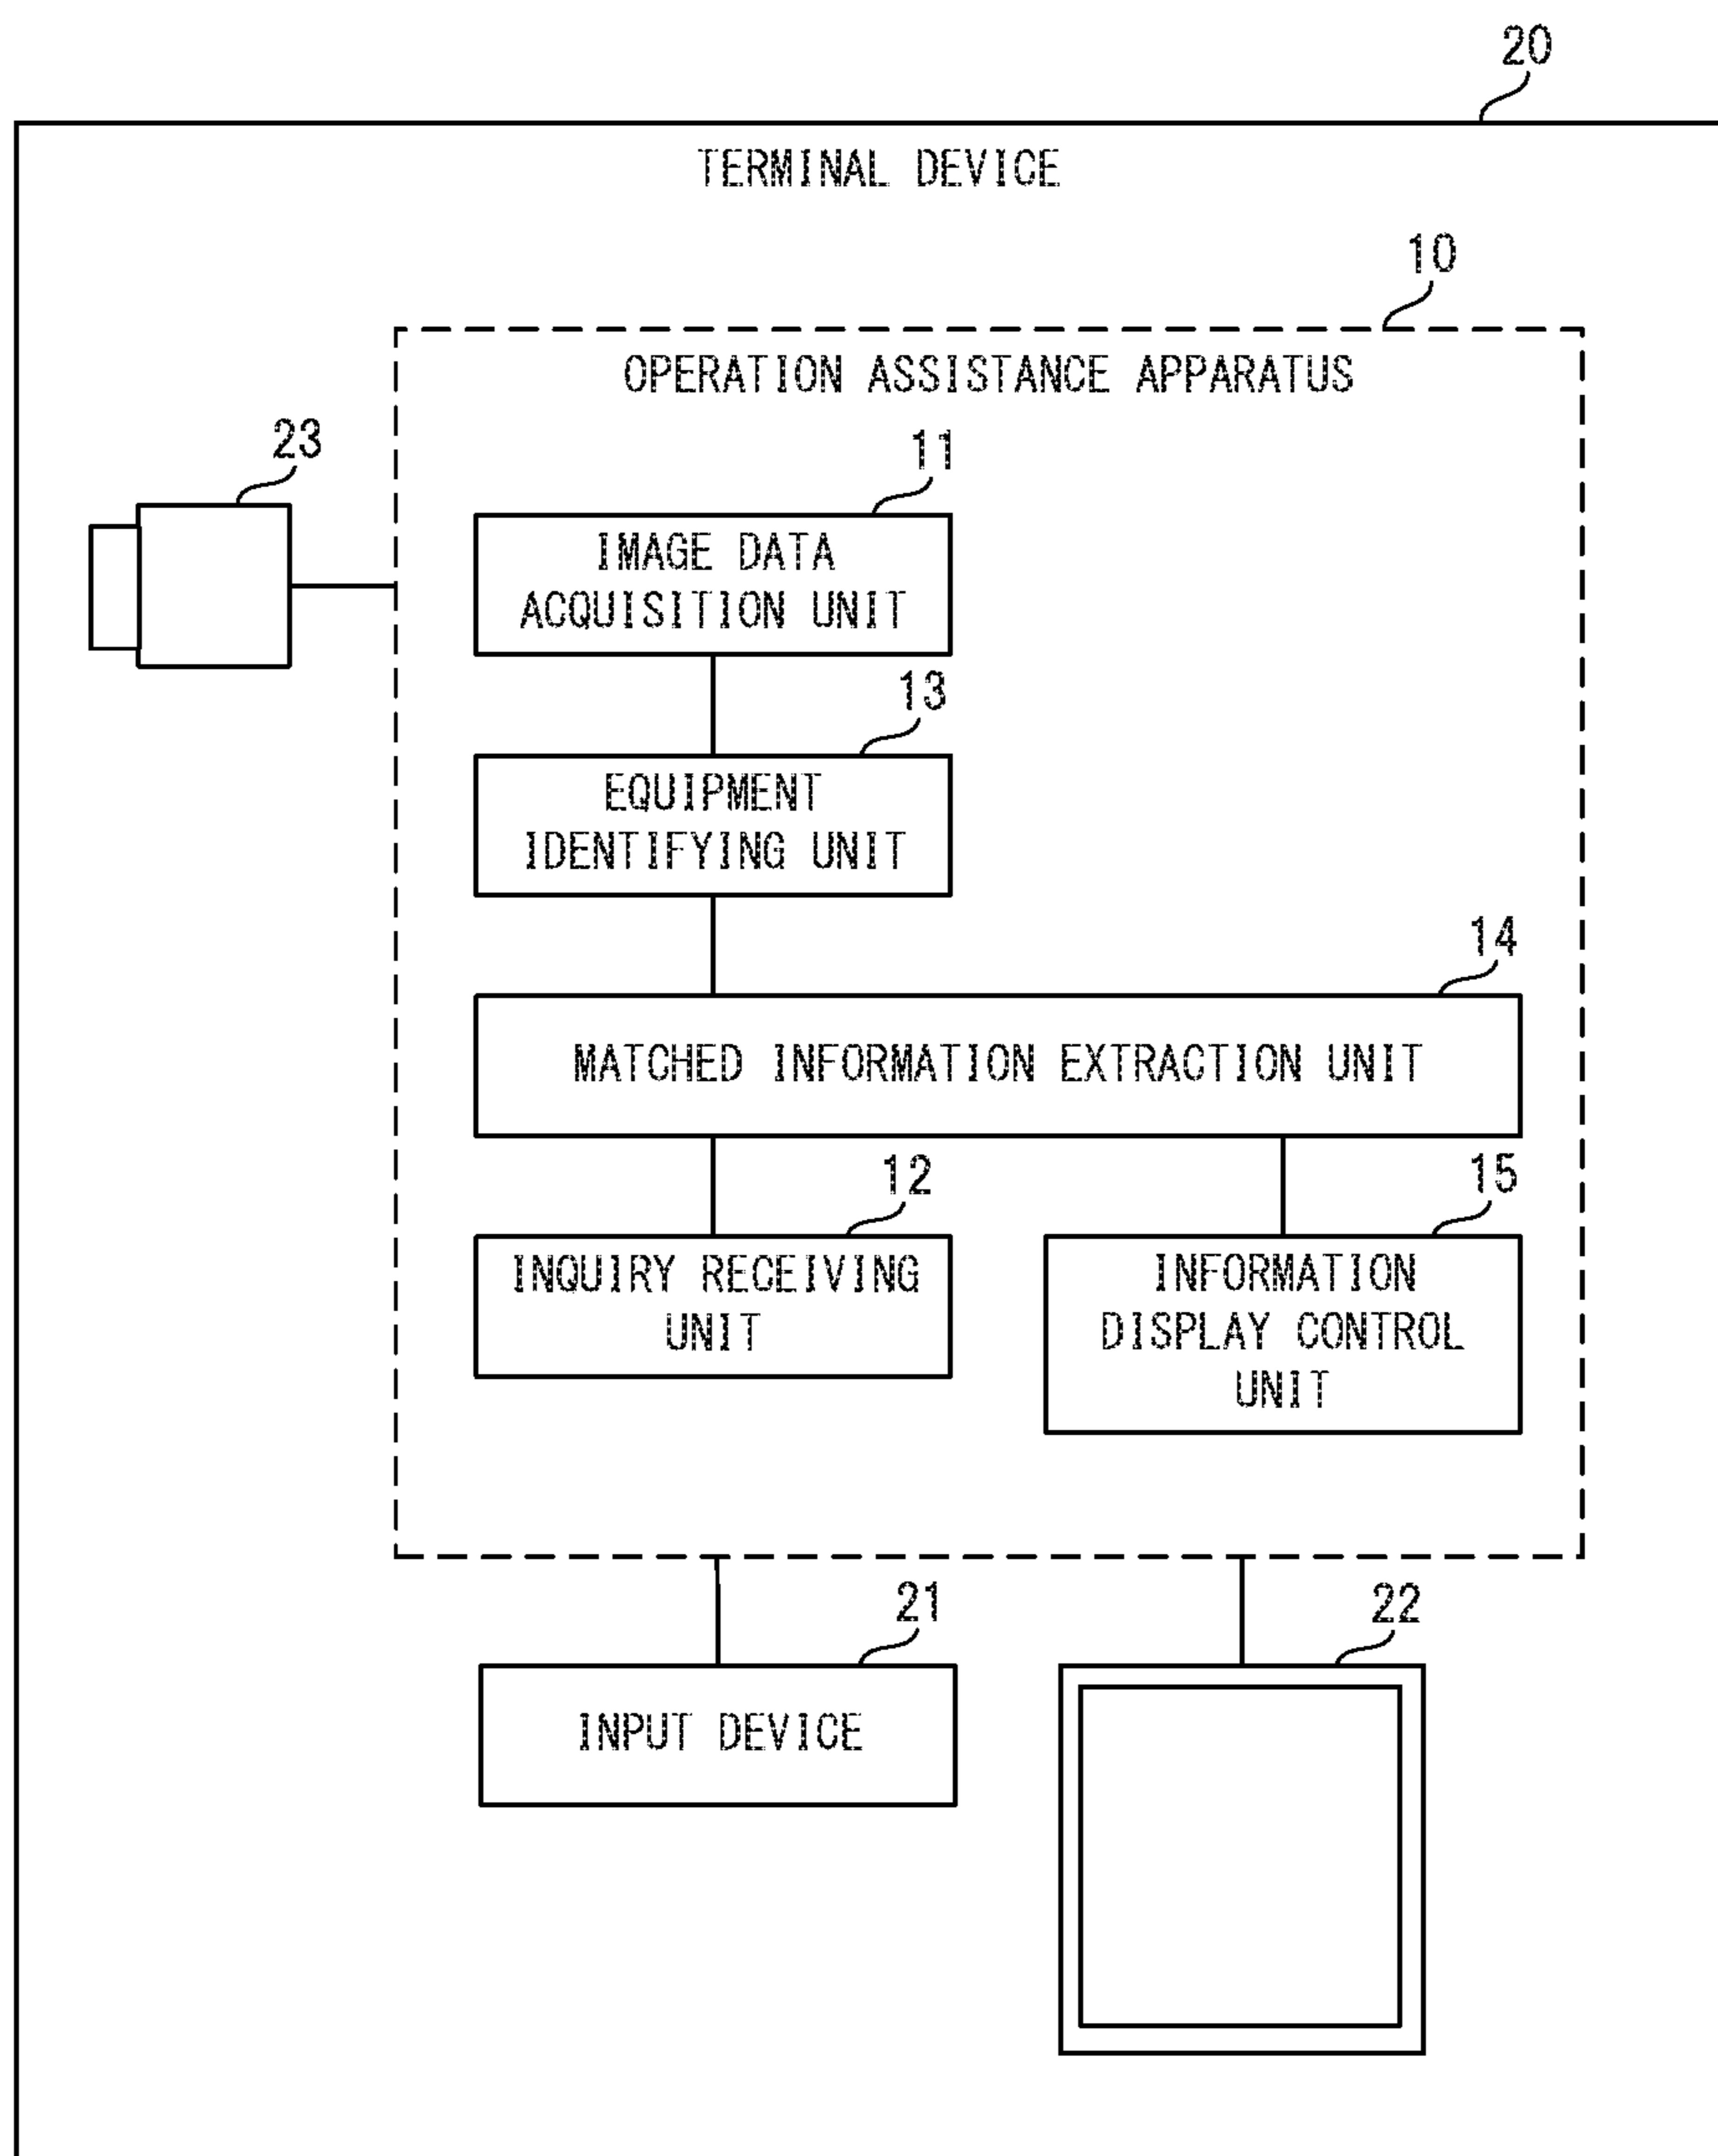 20
TERMINAL DEVICE
10
OPERATION ASSISTANCE APPARATUS
23
11
IMAGE DATA
ACQUISITION UNIT
13
EQUIPMENT
IDENTIFYING UNIT
14
MATCHED INFORMATION EXTRACTION UNIT
12
INQUIRY RECEIVING
UNIT
15
INFORMATION
DISPLAY CONTROL
UNIT
21
INPUT DEVICE
22